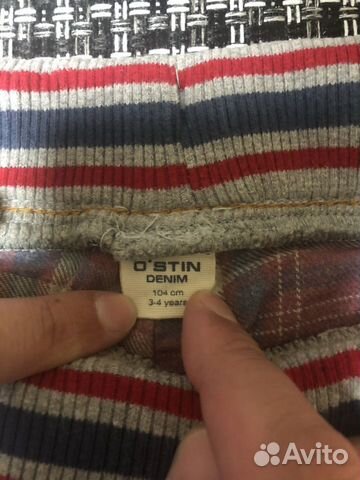 O'STIN
DENIM
104 cm
3-4 years
Avito